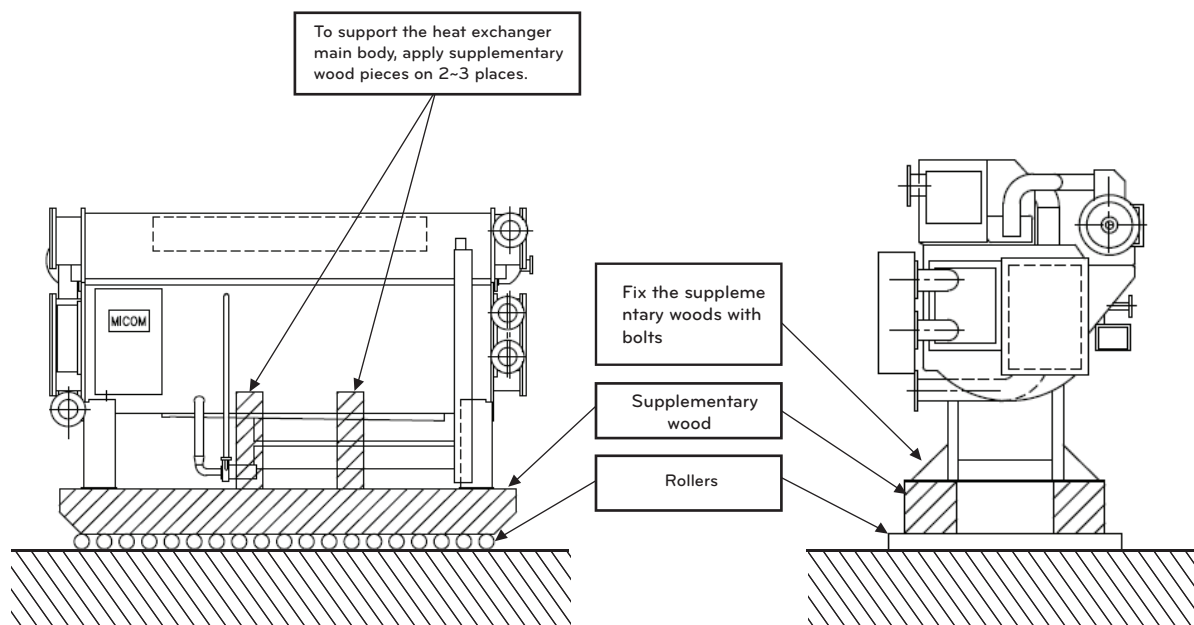 To support the heat exchanger
main body, apply supplementary
wood pieces on 2~3 places.
MICOM
Fix the suppleme
ntary woods with
bolts
Supplementary
wood
Rollers